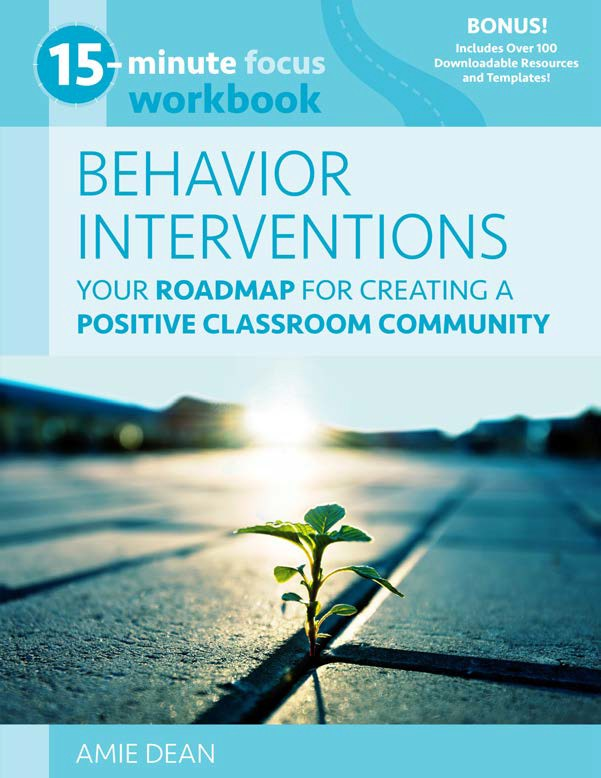 15-minute focus
workbook
BONUS!
Includes Over 100
Downloadable Resources
and Templates!
BEHAVIOR
INTERVENTIONS
YOUR ROADMAP FOR CREATING A
POSITIVE CLASSROOM COMMUNITY
AMIE DEAN